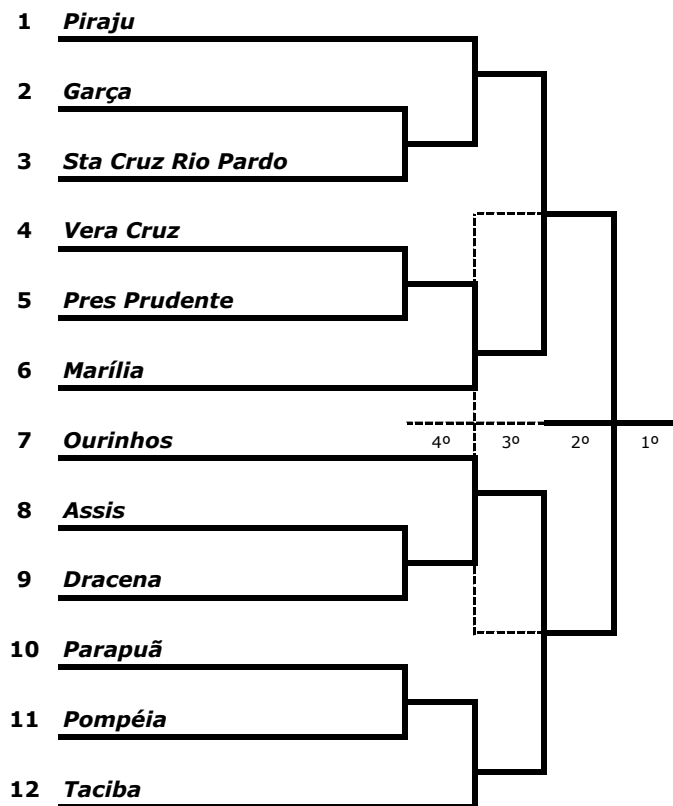 1 Piraju
2 Garça
3 Sta Cruz Rio Pardo
4 Vera Cruz
5 Pres Prudente
6 Marília
7 Ourinhos
4º 3º 2º 1º
8 Assis
9 Dracena
10 Parapuã
11 Pompéia
12 Taciba